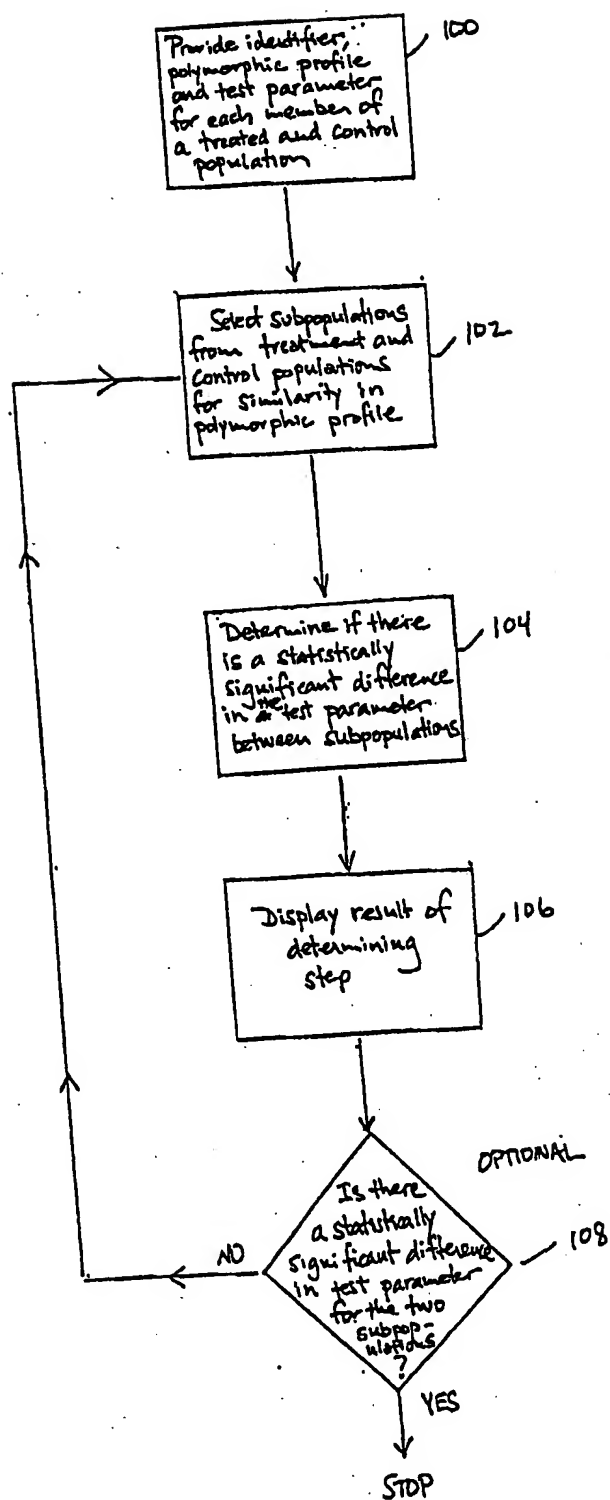 Provide identifier,
polymorphic profile
and test parameter
for each member of
a treated and control
population
100
Select subpopulations
from treatment and
control populations
for similarity in
polymorphic profile
102
Determine if there
is a statistically
significant difference
in the test parameter
between subpopulations
104
Display result of
determining
step
106
OPTIONAL
Is there
a statistically
significant difference
in test parameter
for the two
subpop-
ulations
?
108
NO
YES
STOP